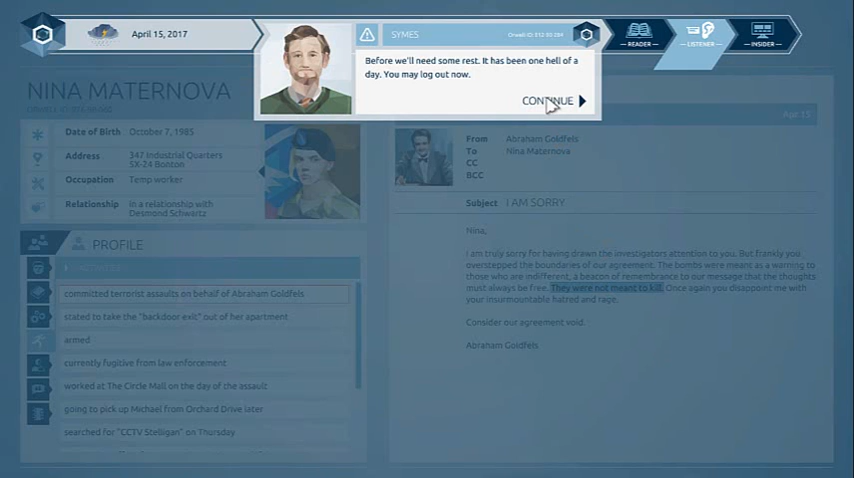 April 15, 2017
SYMES
Orwell-ID: 512-93-284
Before we'll need some rest. It has been one hell of a
day. You may log out now.
CONTINUE
READER
LISTENER
INSIDER
NINA MATERNOVA
Date of Birth October 7, 1985
Address 347 Industrial Quarters
SX-24 Bonton
Occupation Temp worker
Relationship in a relationship with
Desmond Schwartz
PROFILE
ACTIVITIES
committed terrorist assaults on behalf of Abraham Goldfels
stated to take the "backdoor exit" out of her apartment
armed
currently fugitive from law enforcement
worked at The Circle Mall on the day of the assault
going to pick up Michael from Orchard Drive later
searched for "CCTV Stelligan" on Thursday
Apr 15
From Abraham Goldfels
To Nina Maternova
CC
BCC
Subject I AM SORRY
Nina,
I am truly sorry for having drawn the investigators attention to you. But frankly you
overstepped the boundaries of our agreement. The bombs were meant as a warning to
those who are indifferent, a beacon of remembrance to our message that the thoughts
must always be free. They were not meant to kill. Once again you disappoint me with
your insurmountable hatred and rage.
Consider our agreement void.
Abraham Goldfels